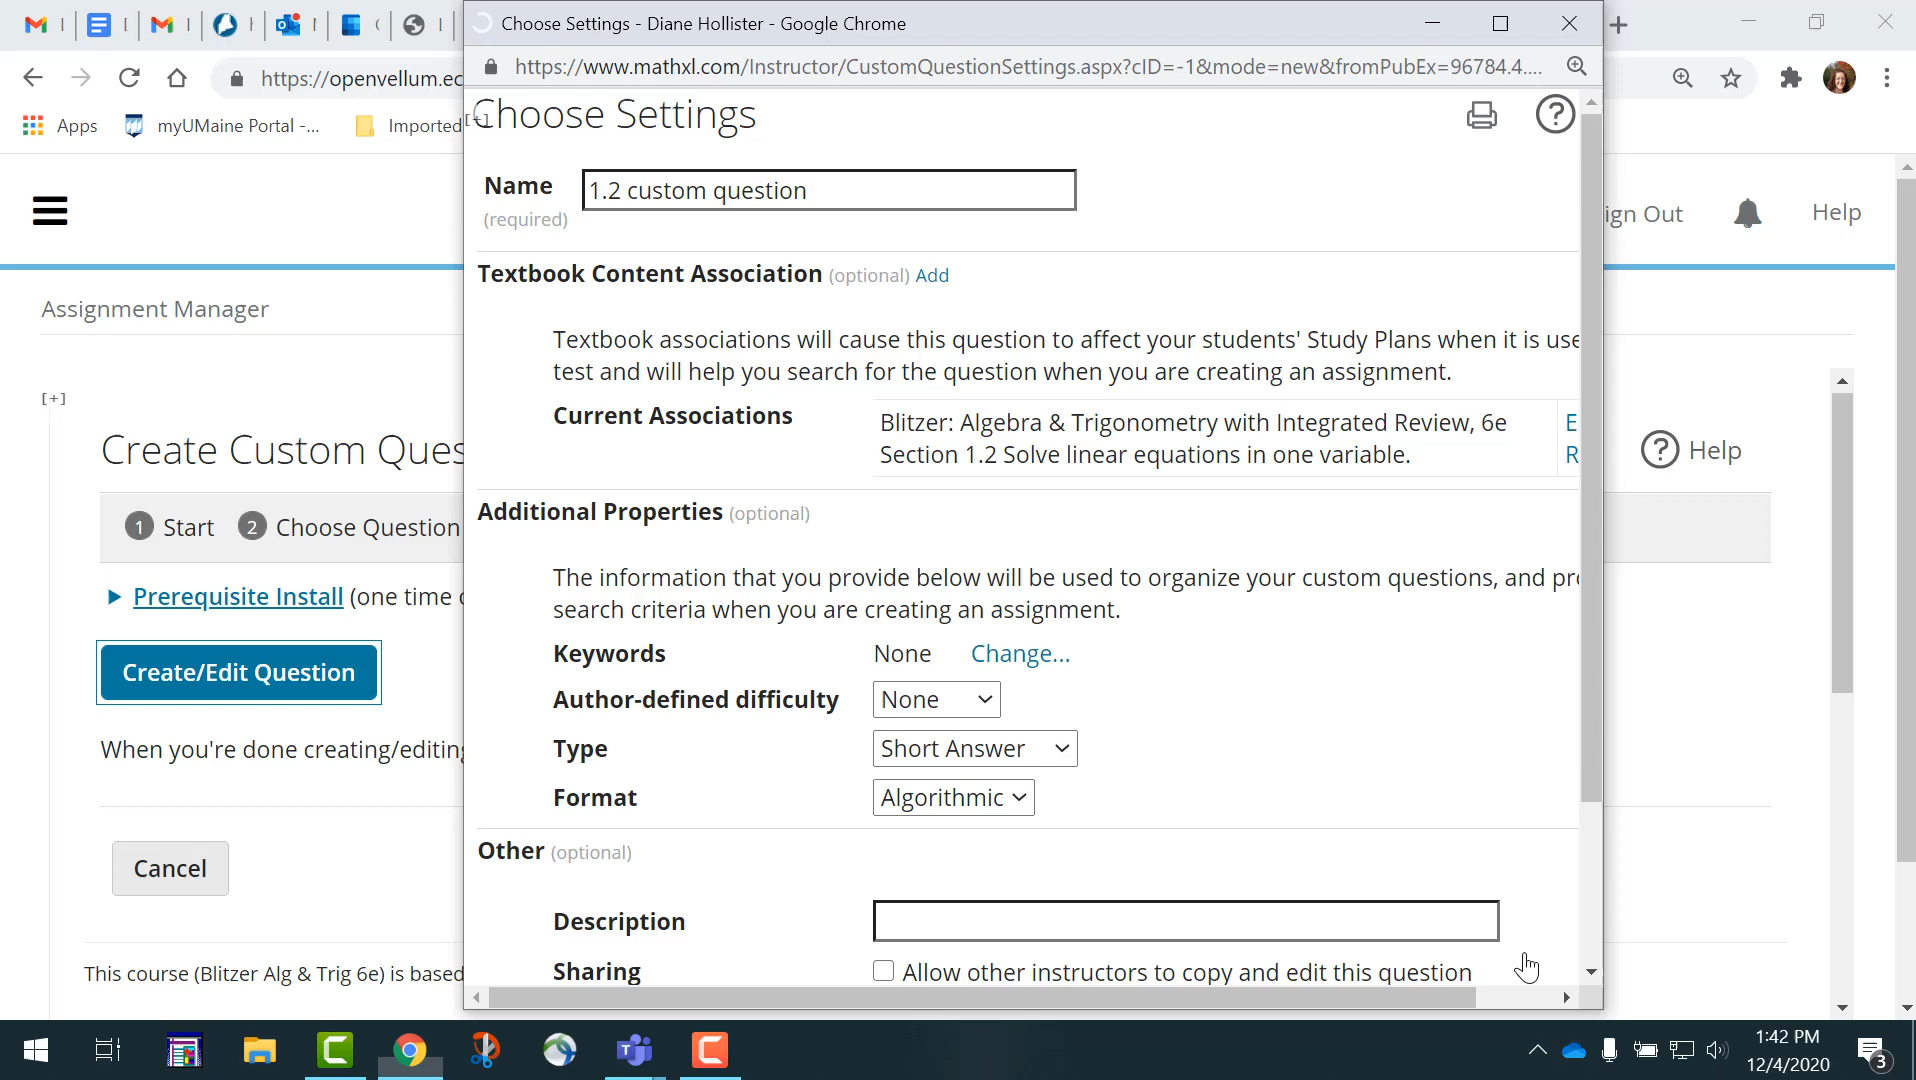 Choose Settings - Diane Hollister - Google Chrome
https://openvellum.ec
https://www.mathxl.com/Instructor/CustomQuestionSettings.aspx?cID=-1&mode=new&fromPubEx=96784.4....
Apps
myUMaine Portal -...
Imported
[+]
Choose Settings
Name
(required)
1.2 custom question
ign Out
Help
Textbook Content Association (optional) Add
Assignment Manager
Textbook associations will cause this question to affect your students' Study Plans when it is use
test and will help you search for the question when you are creating an assignment.
[+]
Current Associations
Blitzer: Algebra & Trigonometry with Integrated Review, 6e
Section 1.2 Solve linear equations in one variable.
E
R
Create Custom Ques
Help
Additional Properties (optional)
1 Start 2 Choose Question
The information that you provide below will be used to organize your custom questions, and pro
search criteria when you are creating an assignment.
Prerequisite Install (one time
Keywords None Change...
Create/Edit Question
Author-defined difficulty None
Type Short Answer
When you're done creating/editing
Format Algorithmic
Other (optional)
Cancel
Description
Sharing Allow other instructors to copy and edit this question
This course (Blitzer Alg & Trig 6e) is based
1:42 PM
12/4/2020
3